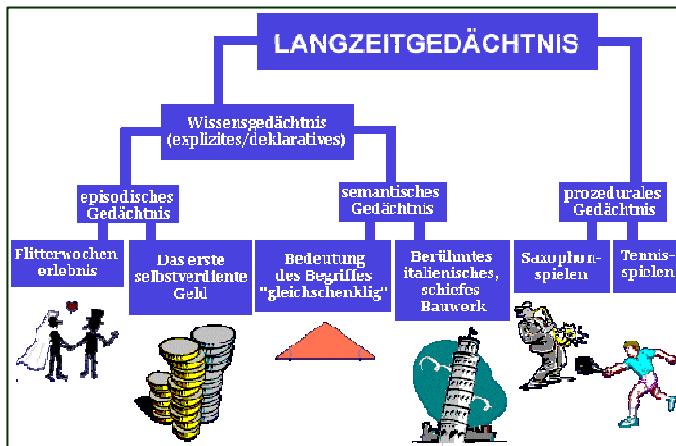 LANGZEITGEDÄCHTNIS
Wissensgedächtnis
(explizites/deklaratives)
episodisches
Gedächtnis
semantisches
Gedächtnis
prozedurales
Gedächtnis
Flitterwochen
erlebnis
Das erste
selbstverdiente
Geld
Bedeutung
des Begriffes
"gleichschenklig"
Berühmtes
italienisches,
schiefes
Bauwerk
Saxophon-
spielen
Tennis-
spielen